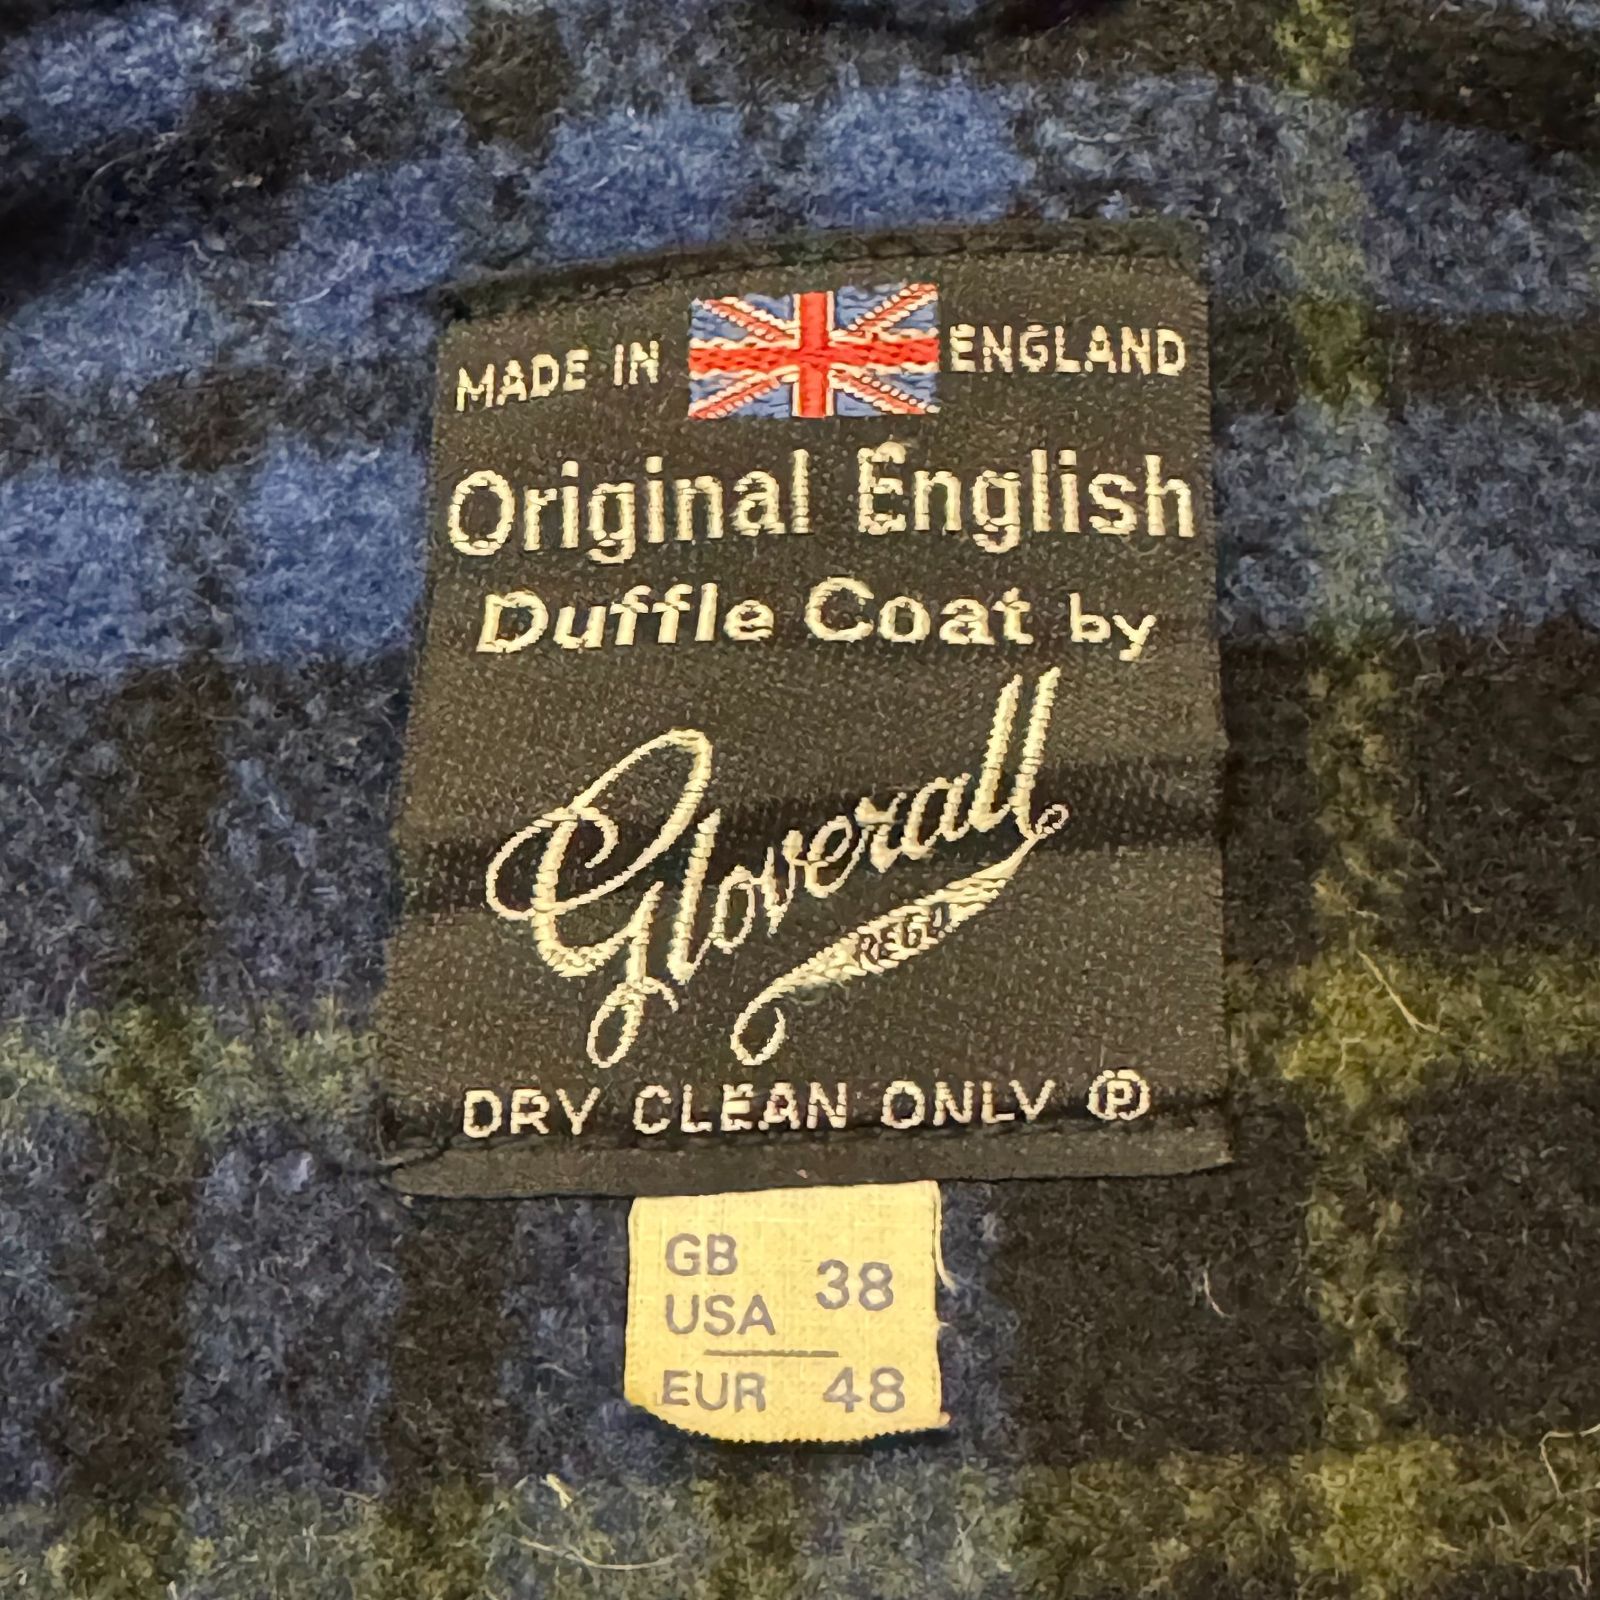 MADE IN ENGLAND
Original English
Duffle Coat by
Gloverall
REGD.
DRY CLEAN ONLY Ⓟ
GB
USA 38
EUR 48